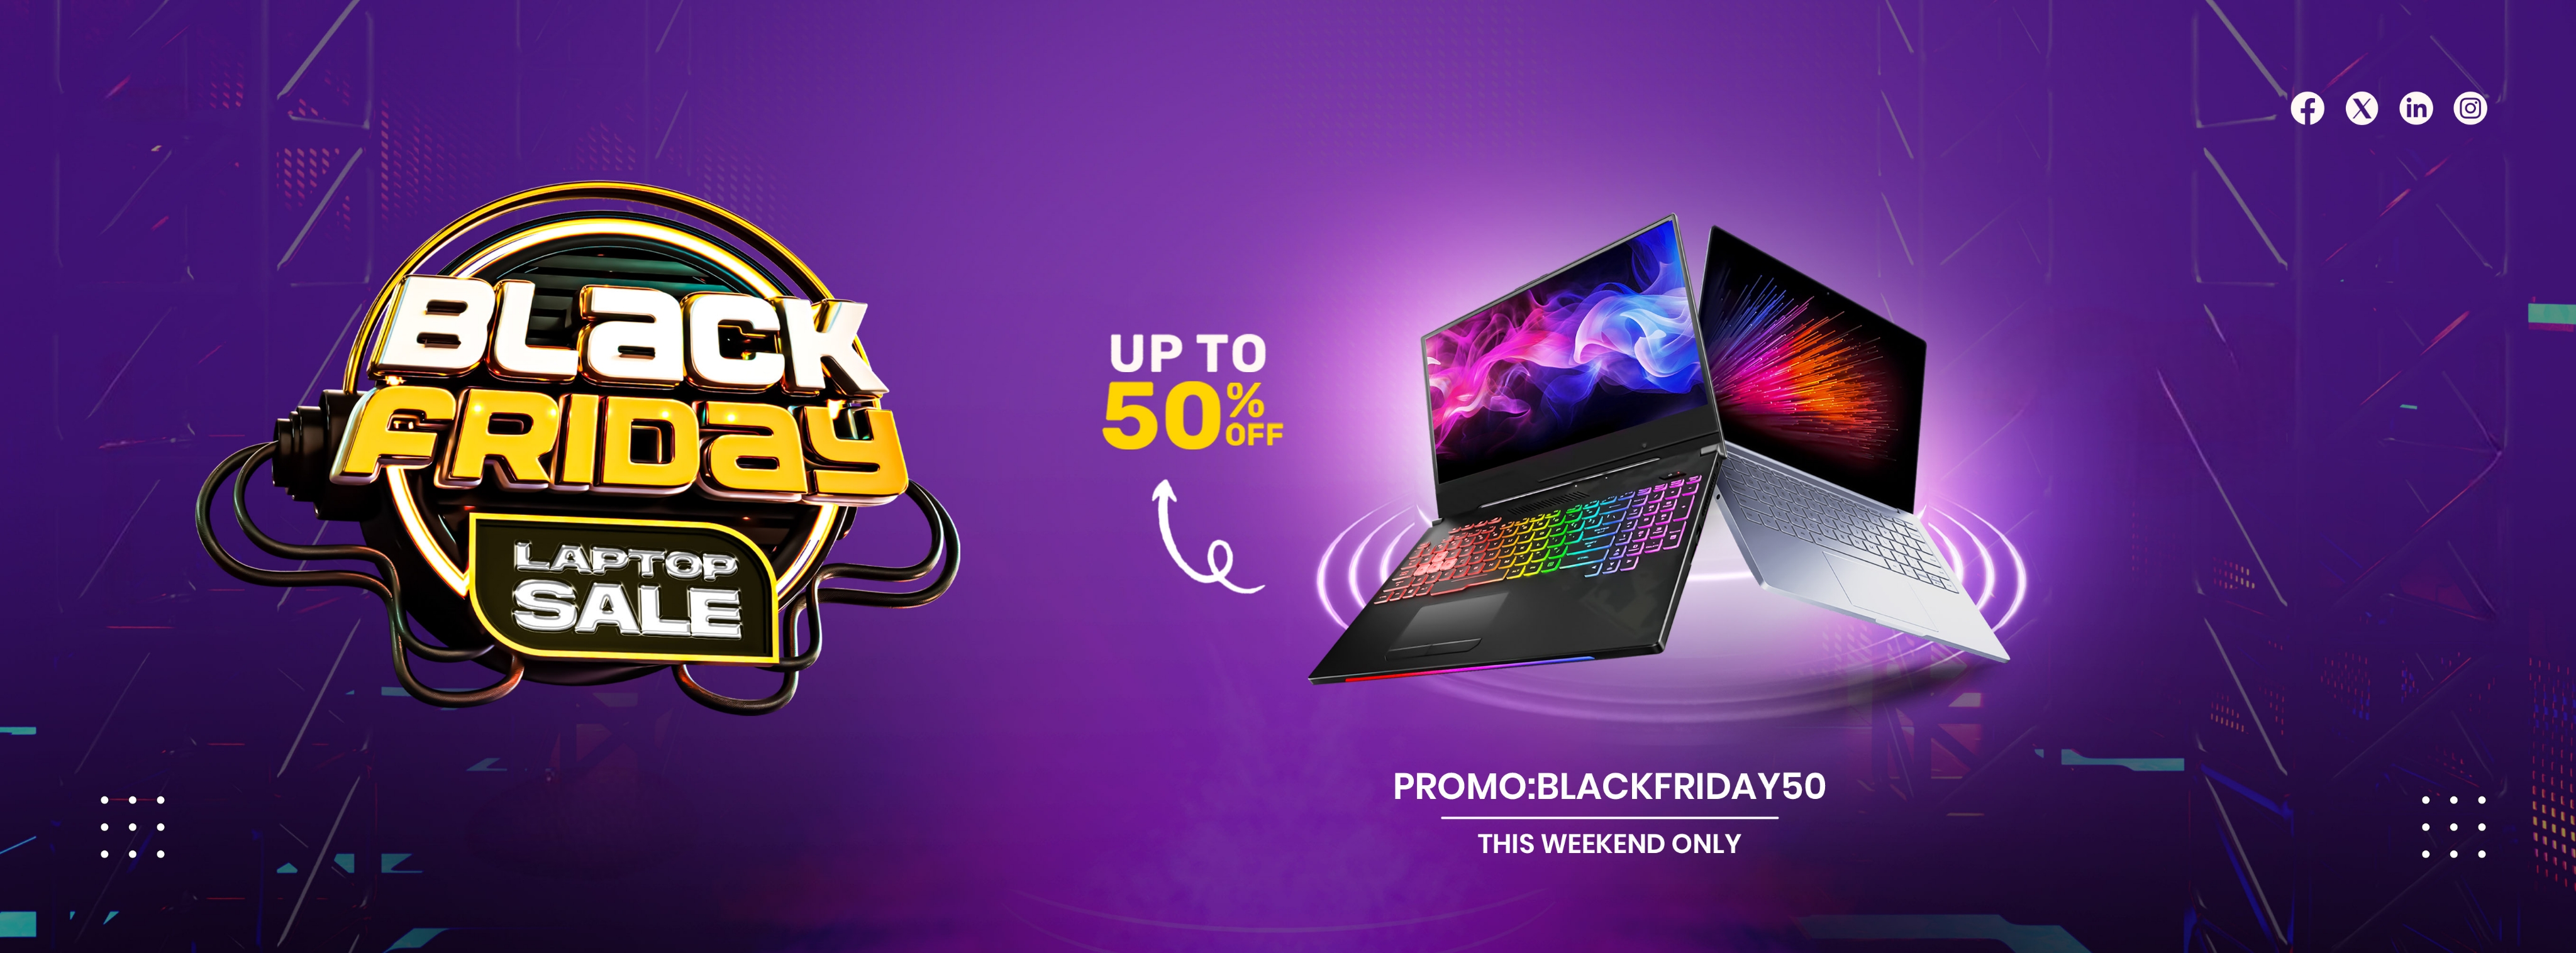 BLACK
FRIDAY
LAPTOP
SALE
UP TO
50%
OFF
PROMO:BLACKFRIDAY50
THIS WEEKEND ONLY